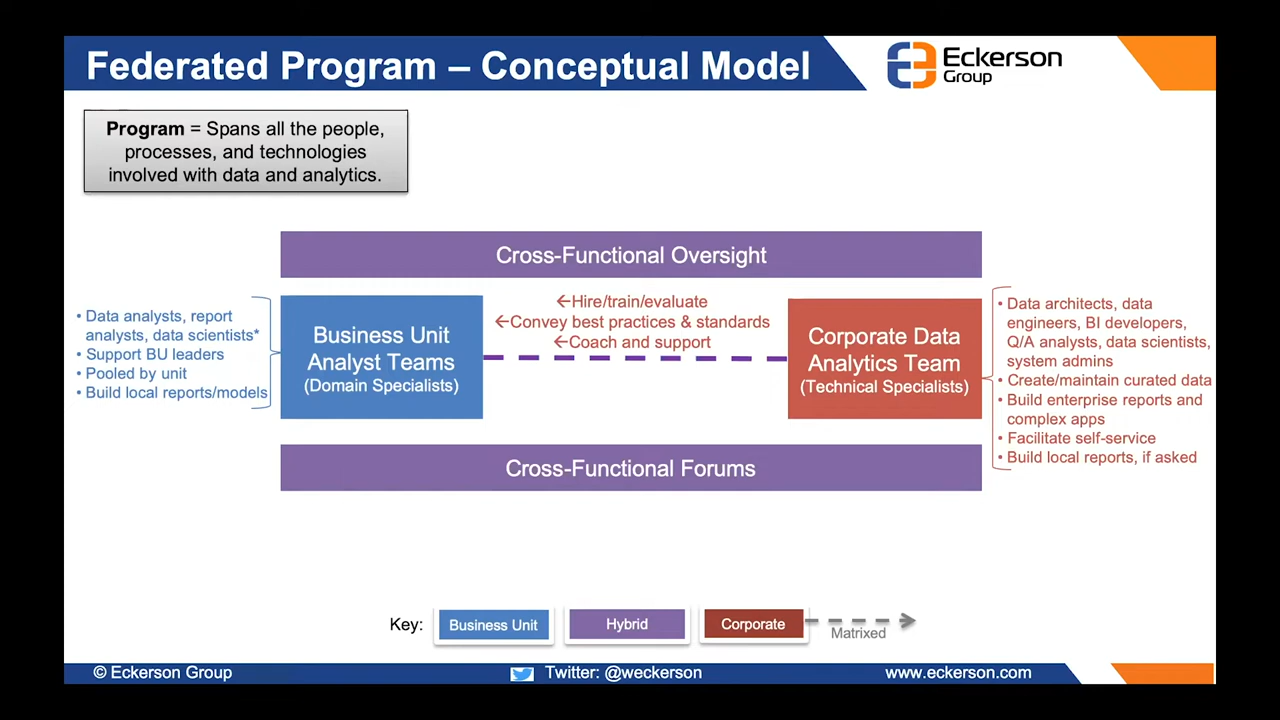 Federated Program – Conceptual Model
Eckerson
Group
Program = Spans all the people,
processes, and technologies
involved with data and analytics.
Cross-Functional Oversight
• Data analysts, report
analysts, data scientists*
• Support BU leaders
• Pooled by unit
• Build local reports/models
Business Unit
Analyst Teams
(Domain Specialists)
←Hire/train/evaluate
←Convey best practices & standards
←Coach and support
Corporate Data
Analytics Team
(Technical Specialists)
• Data architects, data
engineers, BI developers,
Q/A analysts, data scientists,
system admins
• Create/maintain curated data
• Build enterprise reports and
complex apps
• Facilitate self-service
• Build local reports, if asked
Cross-Functional Forums
Key:
Business Unit
Hybrid
Corporate
Matrixed
© Eckerson Group
Twitter: @weckerson
www.eckerson.com